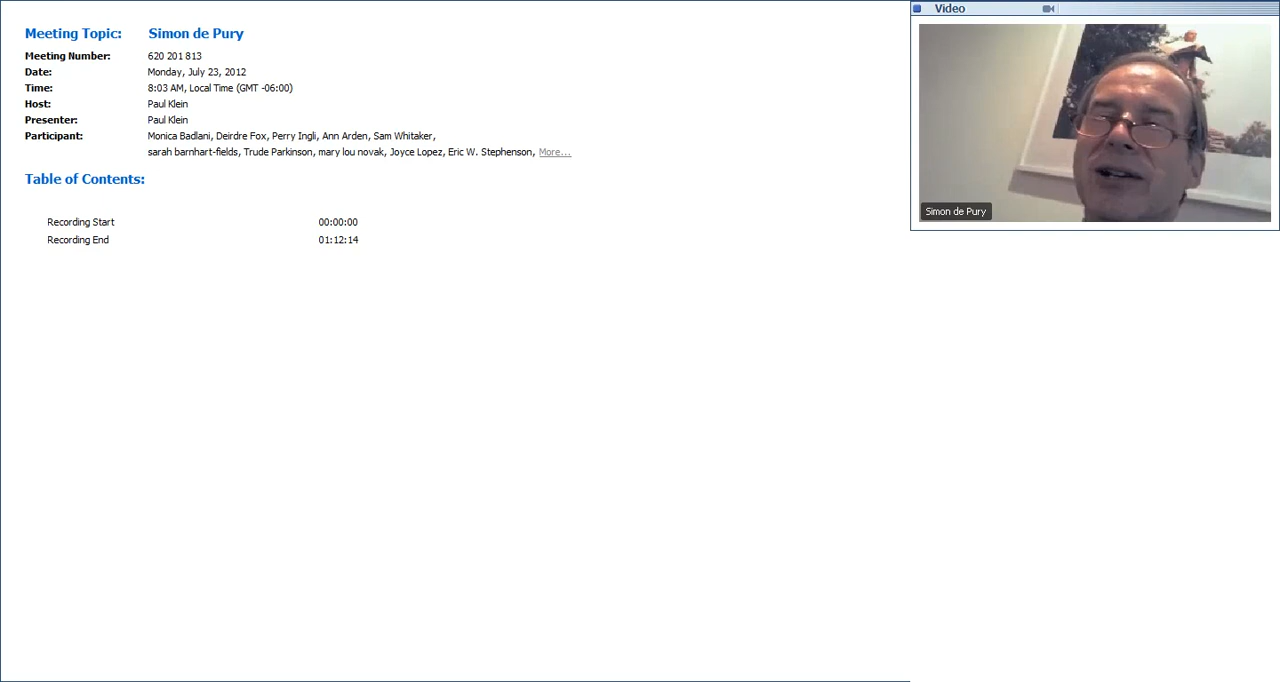 Meeting Topic: Simon de Pury
Meeting Number: 620 201 813
Date: Monday, July 23, 2012
Time: 8:03 AM, Local Time (GMT -06:00)
Host: Paul Klein
Presenter: Paul Klein
Participant: Monica Badlani, Deirdre Fox, Perry Ingli, Ann Arden, Sam Whitaker,
sarah barnhart-fields, Trude Parkinson, mary lou novak, Joyce Lopez, Eric W. Stephenson, More...
Table of Contents:
Recording Start 00:00:00
Recording End 01:12:14
Video
Simon de Pury